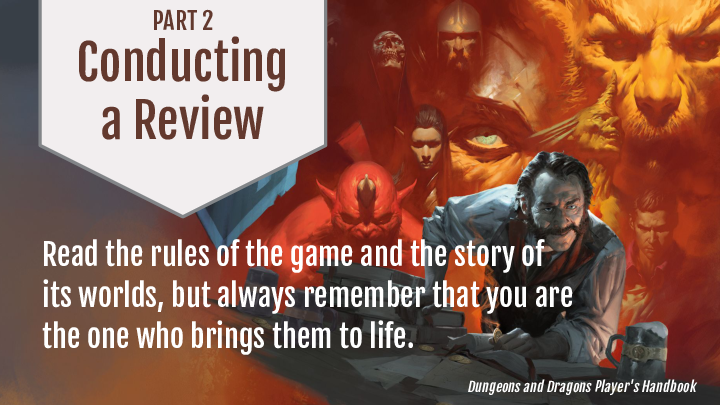 PART 2
Conducting
a Review
Read the rules of the game and the story of
its worlds, but always remember that you are
the one who brings them to life.
Dungeons and Dragons Player's Handbook